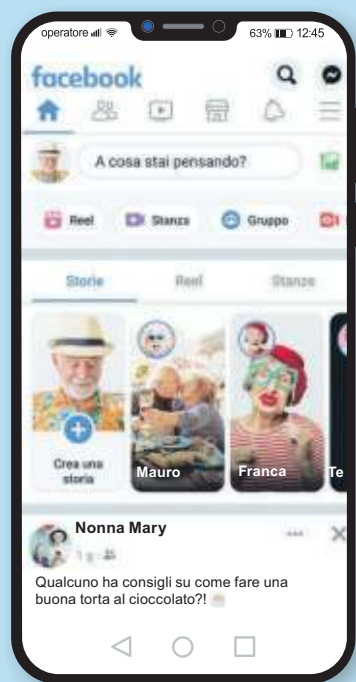 operatore 63% 12:45
facebook
A cosa stai pensando?
Reel Stanza Gruppo
Storie Reel Stanze
Crea una
storia
Mauro Franca Te
Nonna Mary
1 g
Qualcuno ha consigli su come fare una
buona torta al cioccolato?!